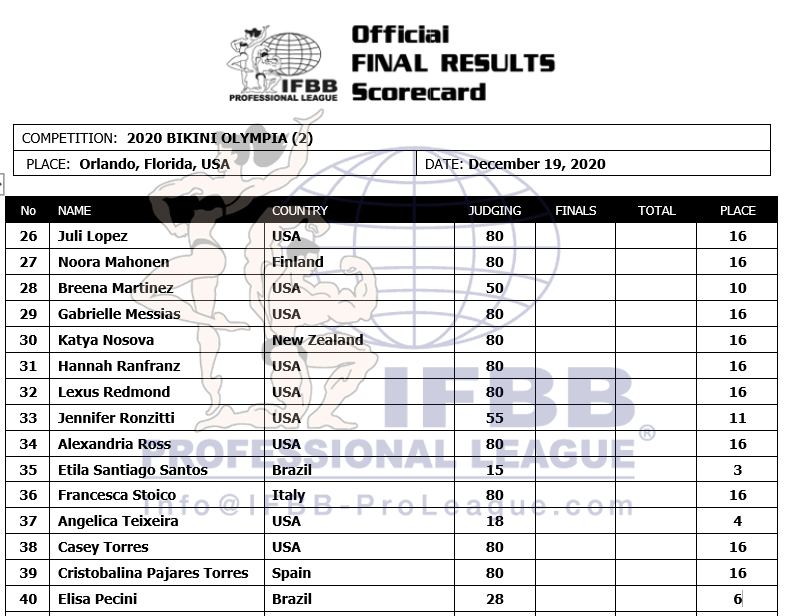 Official
FINAL RESULTS
Scorecard
IFBB
PROFESSIONAL LEAGUE
COMPETITION: 2020 BIKINI OLYMPIA (2)
PLACE: Orlando, Florida, USA DATE: December 19, 2020
No NAME COUNTRY JUDGING FINALS TOTAL PLACE
26 Juli Lopez USA 80 16
27 Noora Mahonen Finland 80 16
28 Breena Martinez USA 50 10
29 Gabrielle Messias USA 80 16
30 Katya Nosova New Zealand 80 16
31 Hannah Ranfranz USA 80 16
32 Lexus Redmond USA 80 16
33 Jennifer Ronzitti USA 55 11
34 Alexandria Ross USA 80 16
35 Etila Santiago Santos Brazil 15 3
36 Francesca Stoico Italy 80 16
37 Angelica Teixeira USA 18 4
38 Casey Torres USA 80 16
39 Cristobalina Pajares Torres Spain 80 16
40 Elisa Pecini Brazil 28 6
IFBB
PROFESSIONAL LEAGUE ®
Info@IFBB-ProLeague.com